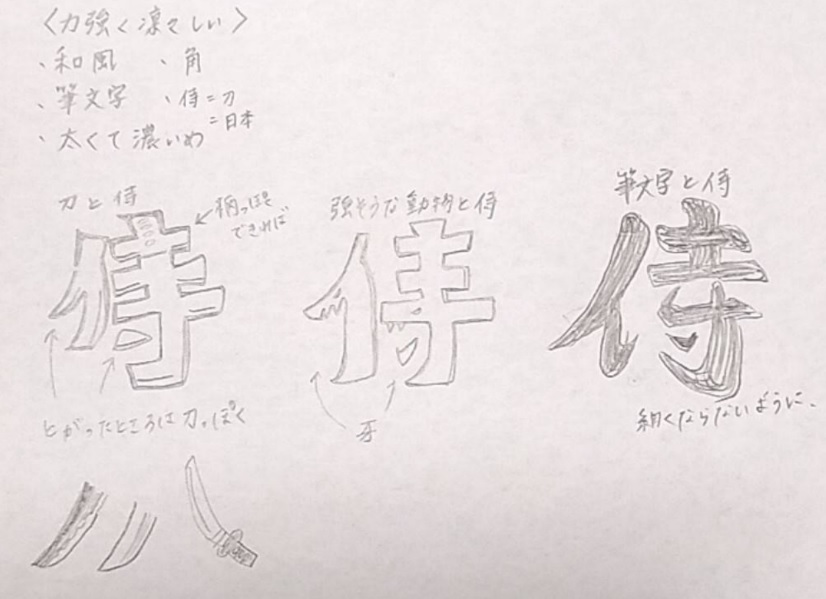 〈力強く凛々しい〉
、和風 、角
、筆文字 、侍=刀
=日本
、太くて濃いめ
刀と侍
←柄っぽく
できれば
侍
とがったところは刀っぽく
強そうな動物と侍
侍
牙
筆文字と侍
侍
細くならないように、